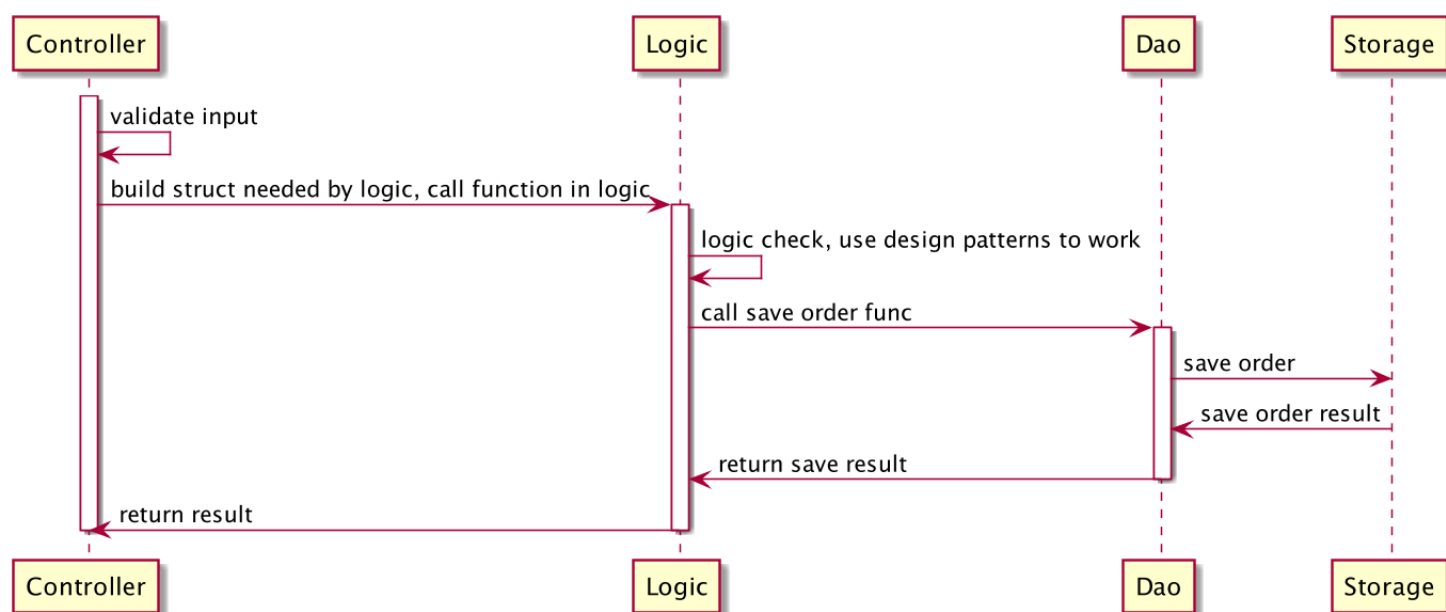 Controller
Logic
Dao
Storage
validate input
build struct needed by logic, call function in logic
logic check, use design patterns to work
call save order func
save order
save order result
return save result
return result
Controller
Logic
Dao
Storage